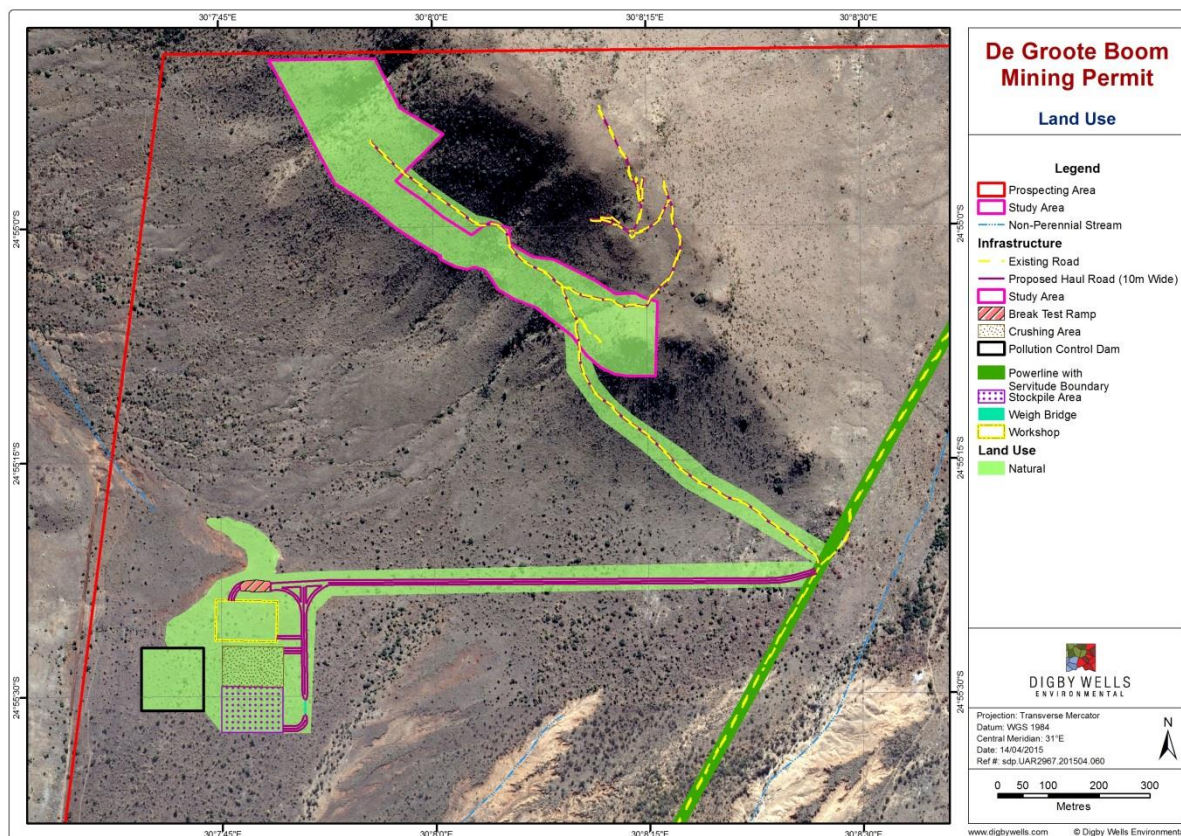 30°7'45"E
30°8'0"E
30°8'15"E
30°8'30"E
24°55'0"S
24°55'15"S
24°55'30"S
24°55'0"S
24°55'15"S
24°55'30"S
30°7'45"E
30°8'0"E
30°8'15"E
30°8'30"E
De Groote Boom
Mining Permit
Land Use
Legend
Prospecting Area
Study Area
Non-Perennial Stream
Infrastructure
Existing Road
Proposed Haul Road (10m Wide)
Study Area
Break Test Ramp
Crushing Area
Pollution Control Dam
Powerline with
Servitude Boundary
Stockpile Area
Weigh Bridge
Workshop
Land Use
Natural
DIGBY WELLS
ENVIRONMENTAL
Projection: Transverse Mercator
Datum: WGS 1984
Central Meridian: 31°E
Date: 14/04/2015
Ref #: sdp.UAR2967.201504.060
N
0 50 100 200 300
Metres
www.digbywells.com © Digby Wells Environmental